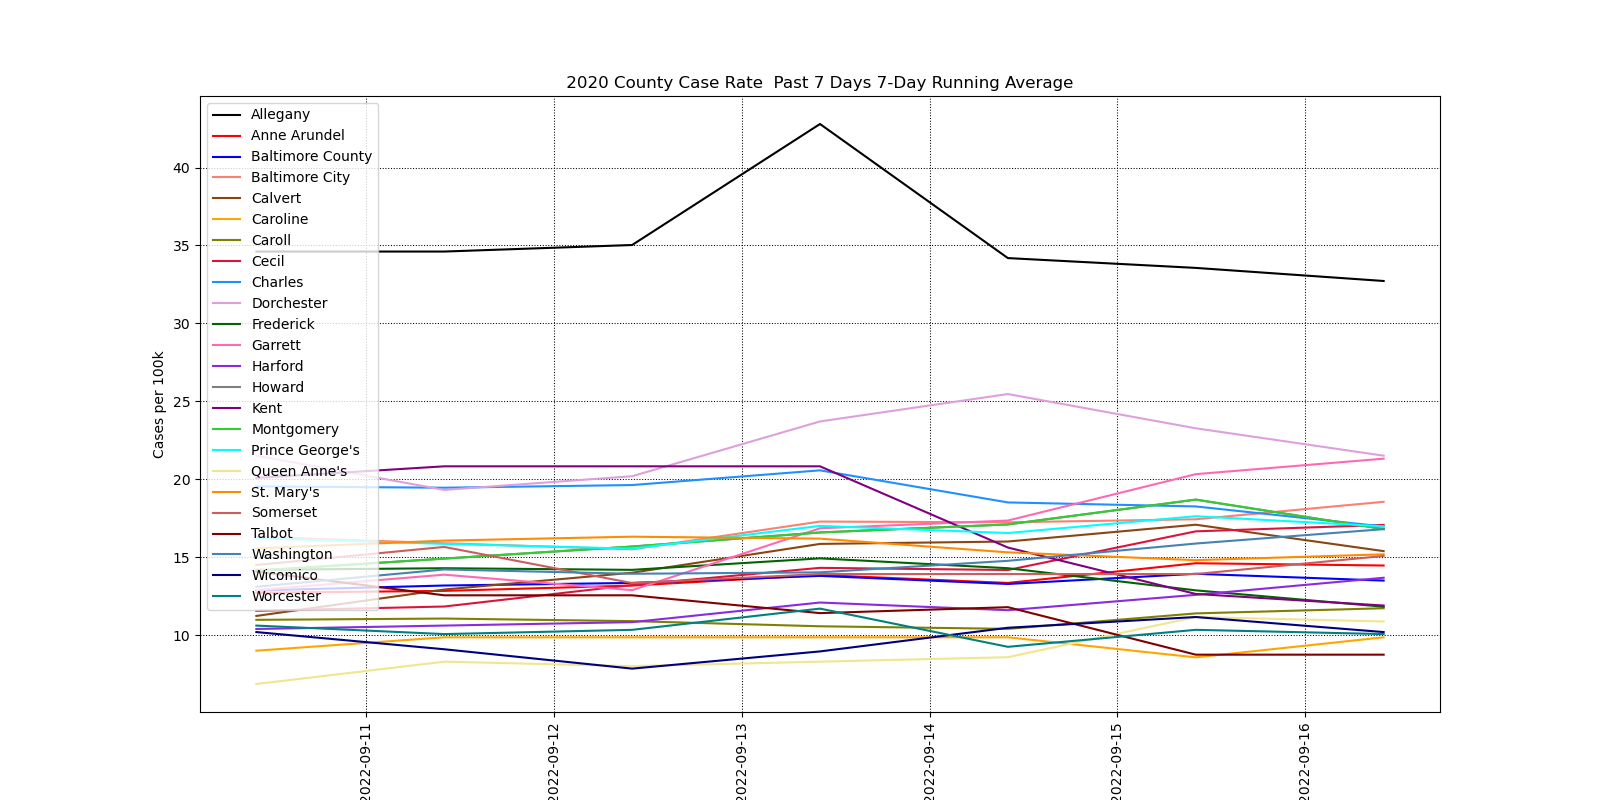 2020 County Case Rate  Past 7 Days 7-Day Running Average
Allegany
Anne Arundel
Baltimore County
Baltimore City
Calvert
Caroline
Caroll
Cecil
Charles
Dorchester
Frederick
Garrett
Harford
Howard
Kent
Montgomery
Prince George's
Queen Anne's
St. Mary's
Somerset
Talbot
Washington
Wicomico
Worcester
Cases per 100k
40
35
30
25
20
15
10
2022-09-11
2022-09-12
2022-09-13
2022-09-14
2022-09-15
2022-09-16